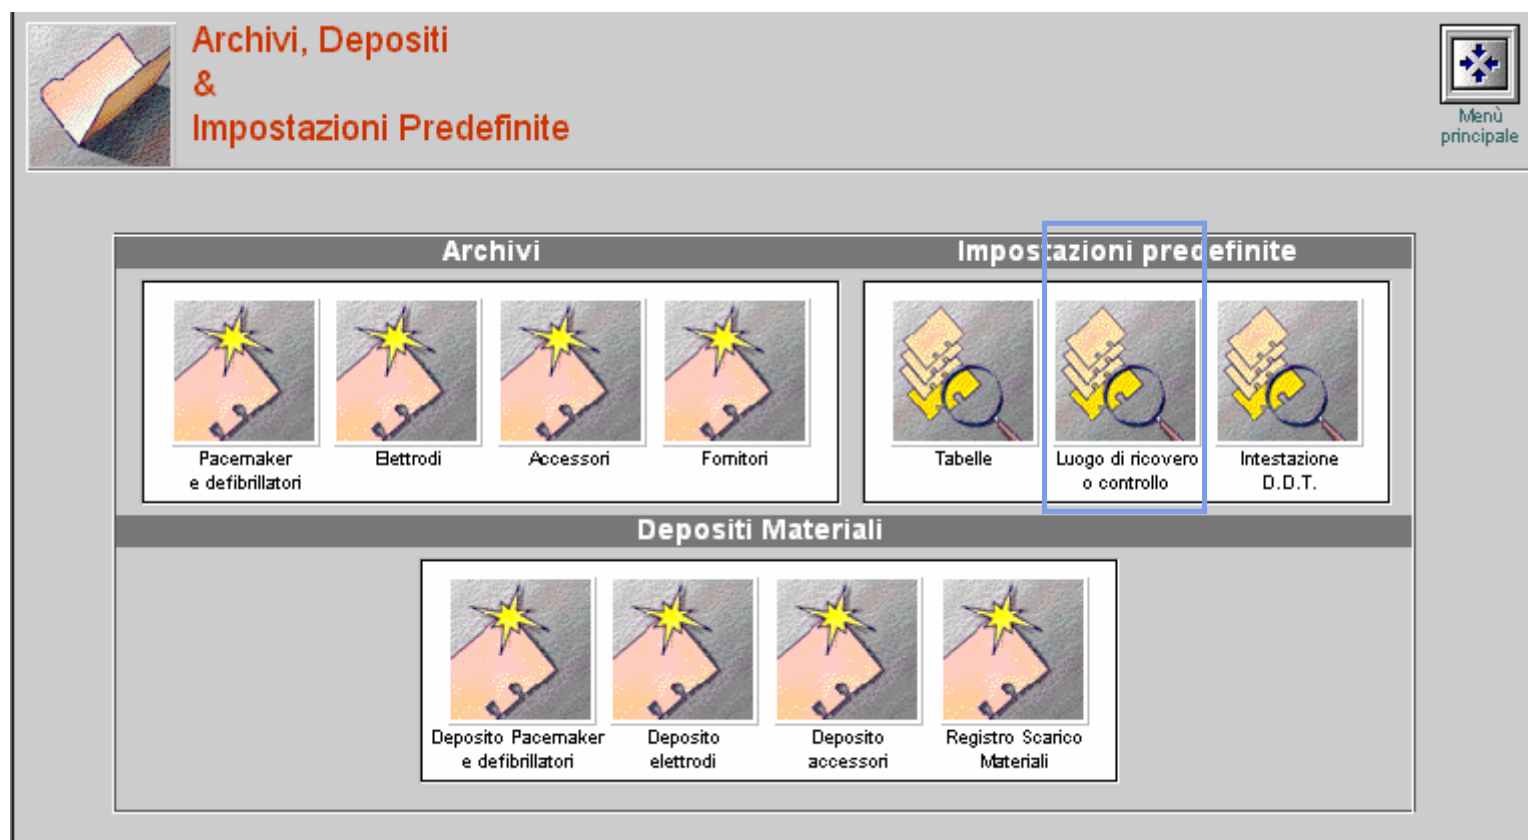 Archivi, Depositi
&
Impostazioni Predefinite
Menù
principale
Archivi
Impostazioni predefinite
Pacemaker
e defibrillatori
Elettrodi
Accessori
Fornitori
Tabelle
Luogo di ricovero
o controllo
Intestazione
D.D.T.
Depositi Materiali
Deposito Pacemaker
e defibrillatori
Deposito
elettrodi
Deposito
accessori
Registro Scarico
Materiali